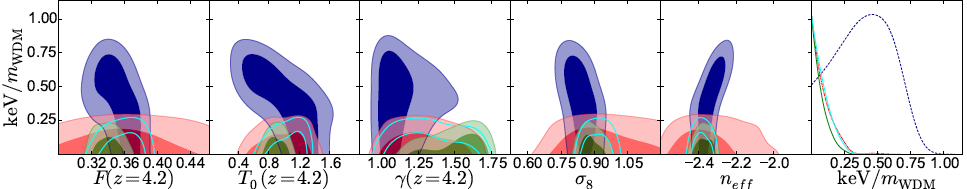 1.00
0.75
0.50
0.25
keV/m_WDM
0.32 0.36 0.40 0.44
F(z=4.2)
0.4 0.8 1.2 1.6
T_0(z=4.2)
1.00 1.25 1.50 1.75
γ(z=4.2)
0.60 0.75 0.90 1.05
σ_8
−2.4 −2.2 −2.0
n_eff
0.25 0.50 0.75 1.00
keV/m_WDM